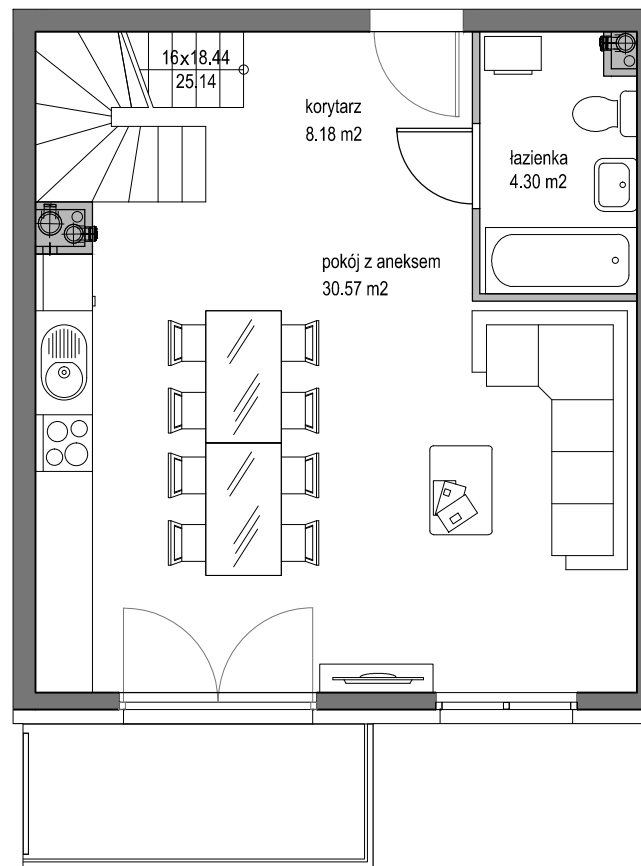 16x18.44
25.14
korytarz
8.18 m2
łazienka
4.30 m2
pokój z aneksem
30.57 m2